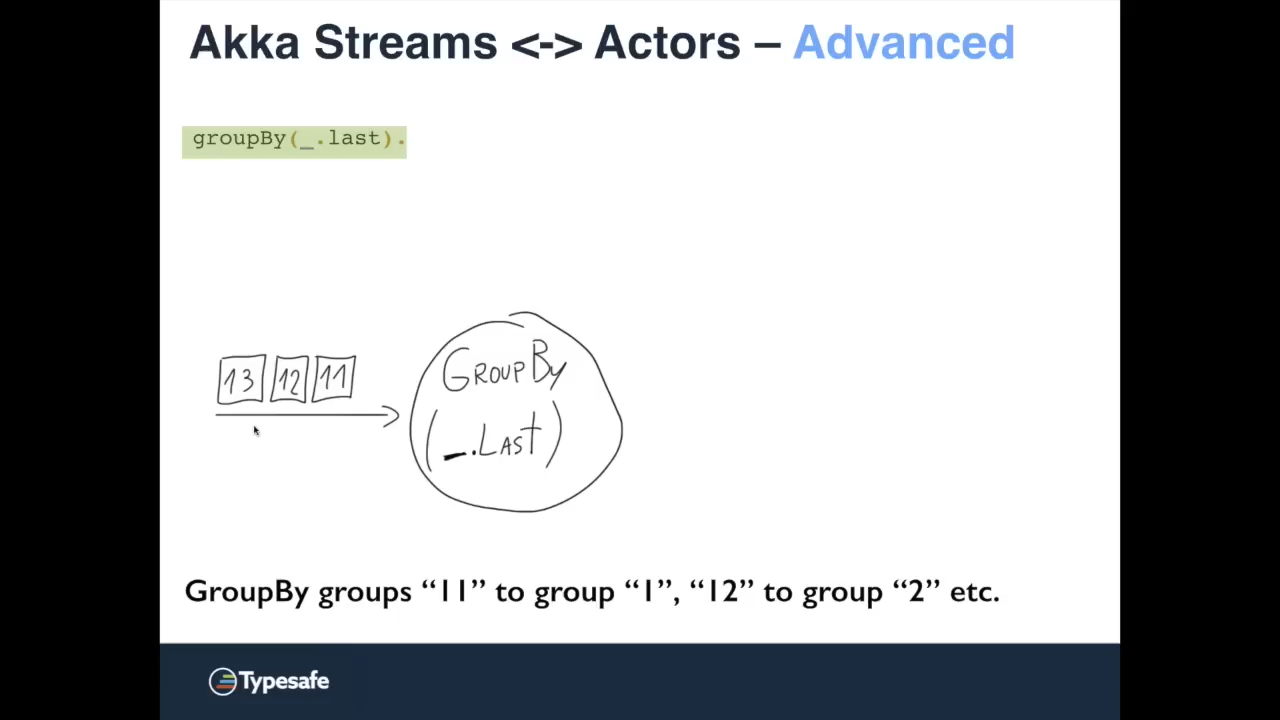 Akka Streams <-> Actors – Advanced
groupBy(_.last).
13 12 11
GROUPBy
(_.LAST)
GroupBy groups “11” to group “1”, “12” to group “2” etc.
Typesafe